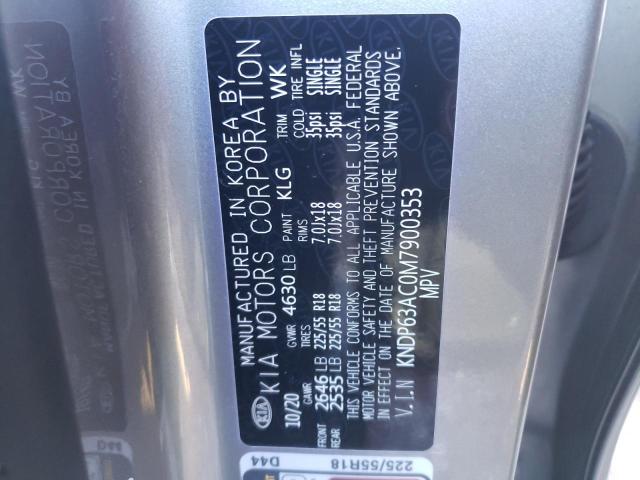 MANUFACTURED IN KOREA BY
KIA KIA MOTORS CORPORATION
10/20 GVWR 4630 LB PAINT KLG TRIM WK
GAWR TIRES RIMS COLD TIRE INFL
FRONT 2646 LB 225/55 R18 7.0Jx18 35psi SINGLE
REAR 2535 LB 225/55 R18 7.0Jx18 35psi SINGLE
THIS VEHICLE CONFORMS TO ALL APPLICABLE U.S.A. FEDERAL
MOTOR VEHICLE SAFETY AND THEFT PREVENTION STANDARDS
IN EFFECT ON THE DATE OF MANUFACTURE SHOWN ABOVE.
V.I.N KNDP63AC0M7900353
MPV
D44
225/55R18